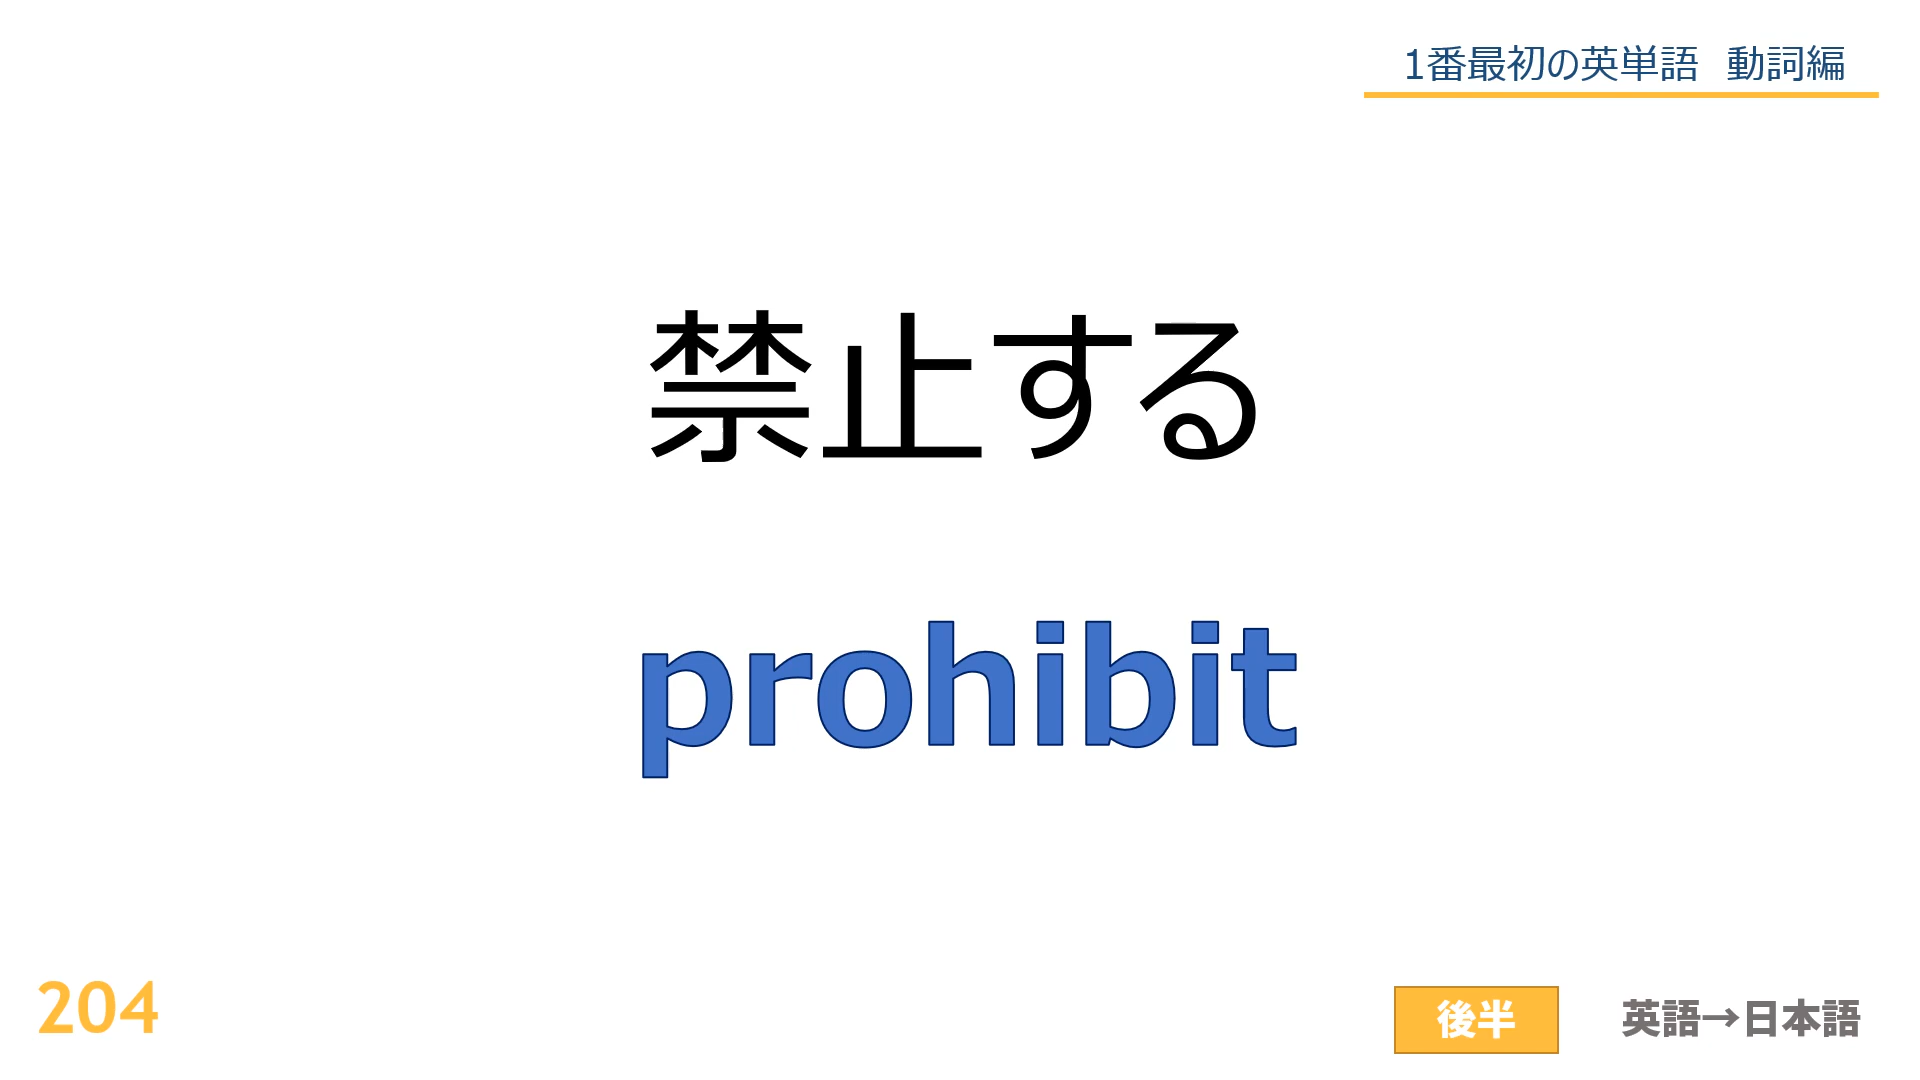 1番最初の英単語　動詞編
禁止する
prohibit
204
後半
英語→日本語